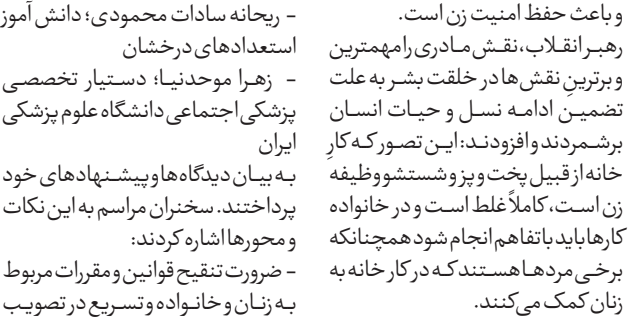 و باعث حفظ امنیت زن است.
رهبر انقلاب، نقش مادری را مهمترین
و برترینِ نقش‌ها در خلقت بشر به علت
تضمین ادامه نسل و حیات انسان
برشمردند و افزودند: این تصور که کارِ
خانه از قبیل پخت و پز و شستشو وظیفه
زن است، کاملاً غلط است و در خانواده
کارها باید با تفاهم انجام شود همچنانکه
برخی مردها هستند که در کار خانه به
زنان کمک می‌کنند.
- ریحانه سادات محمودی؛ دانش آموز
استعدادهای درخشان
- زهرا موحدنیا؛ دستیار تخصصی
پزشکی اجتماعی دانشگاه علوم پزشکی
ایران
به بیان دیدگاه‌ها و پیشنهادهای خود
پرداختند. سخنران مراسم به این نکات
و محورها اشاره کردند:
- ضرورت تنقیح قوانین و مقررات مربوط
به زنان و خانواده و تسریع در تصویب